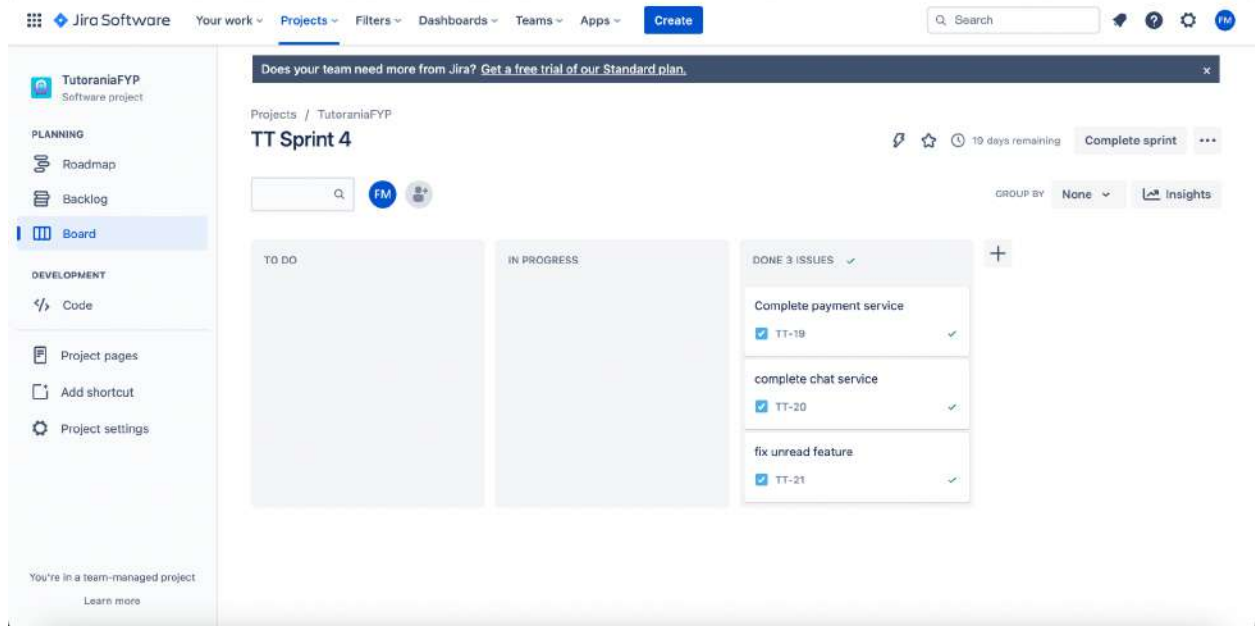 Jira Software Your work Projects Filters Dashboards Teams Apps Create Search FM
Does your team need more from Jira? Get a free trial of our Standard plan.
TutoraniaFYP
Software project
Projects / TutoraniaFYP
TT Sprint 4
19 days remaining Complete sprint
PLANNING
Roadmap
Backlog
Board
DEVELOPMENT
Code
Project pages
Add shortcut
Project settings
You're in a team-managed project
Learn more
FM
GROUP BY None Insights
TO DO
IN PROGRESS
DONE 3 ISSUES
Complete payment service
TT-19
complete chat service
TT-20
fix unread feature
TT-21